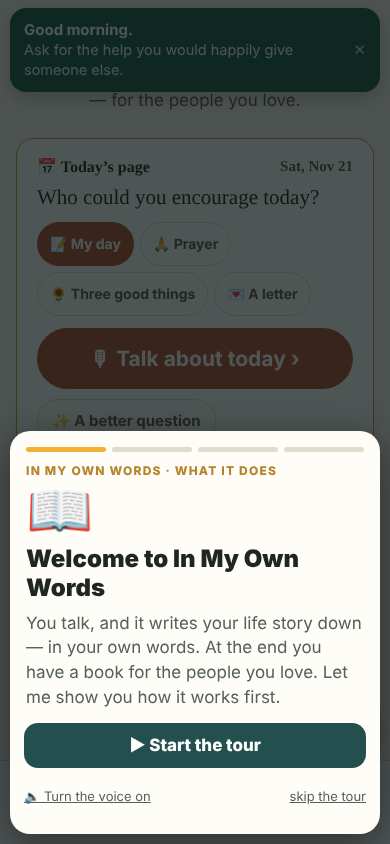 Good morning.
Ask for the help you would happily give
someone else.
✕
— for the people you love.
📅 Today’s page
Sat, Nov 21
Who could you encourage today?
📝 My day
🙏 Prayer
🌻 Three good things
💌 A letter
🎙 Talk about today ›
✨ A better question
IN MY OWN WORDS · WHAT IT DOES
Welcome to In My Own
Words
You talk, and it writes your life story down
— in your own words. At the end you
have a book for the people you love. Let
me show you how it works first.
▶ Start the tour
🔈 Turn the voice on
skip the tour